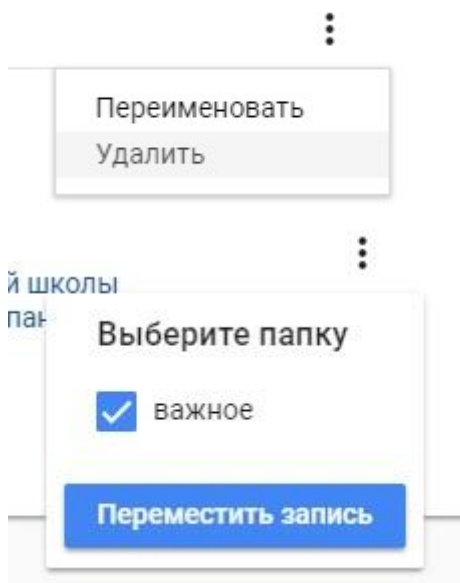 Переименовать
Удалить
й школы
Выберите папку
важное
Переместить запись